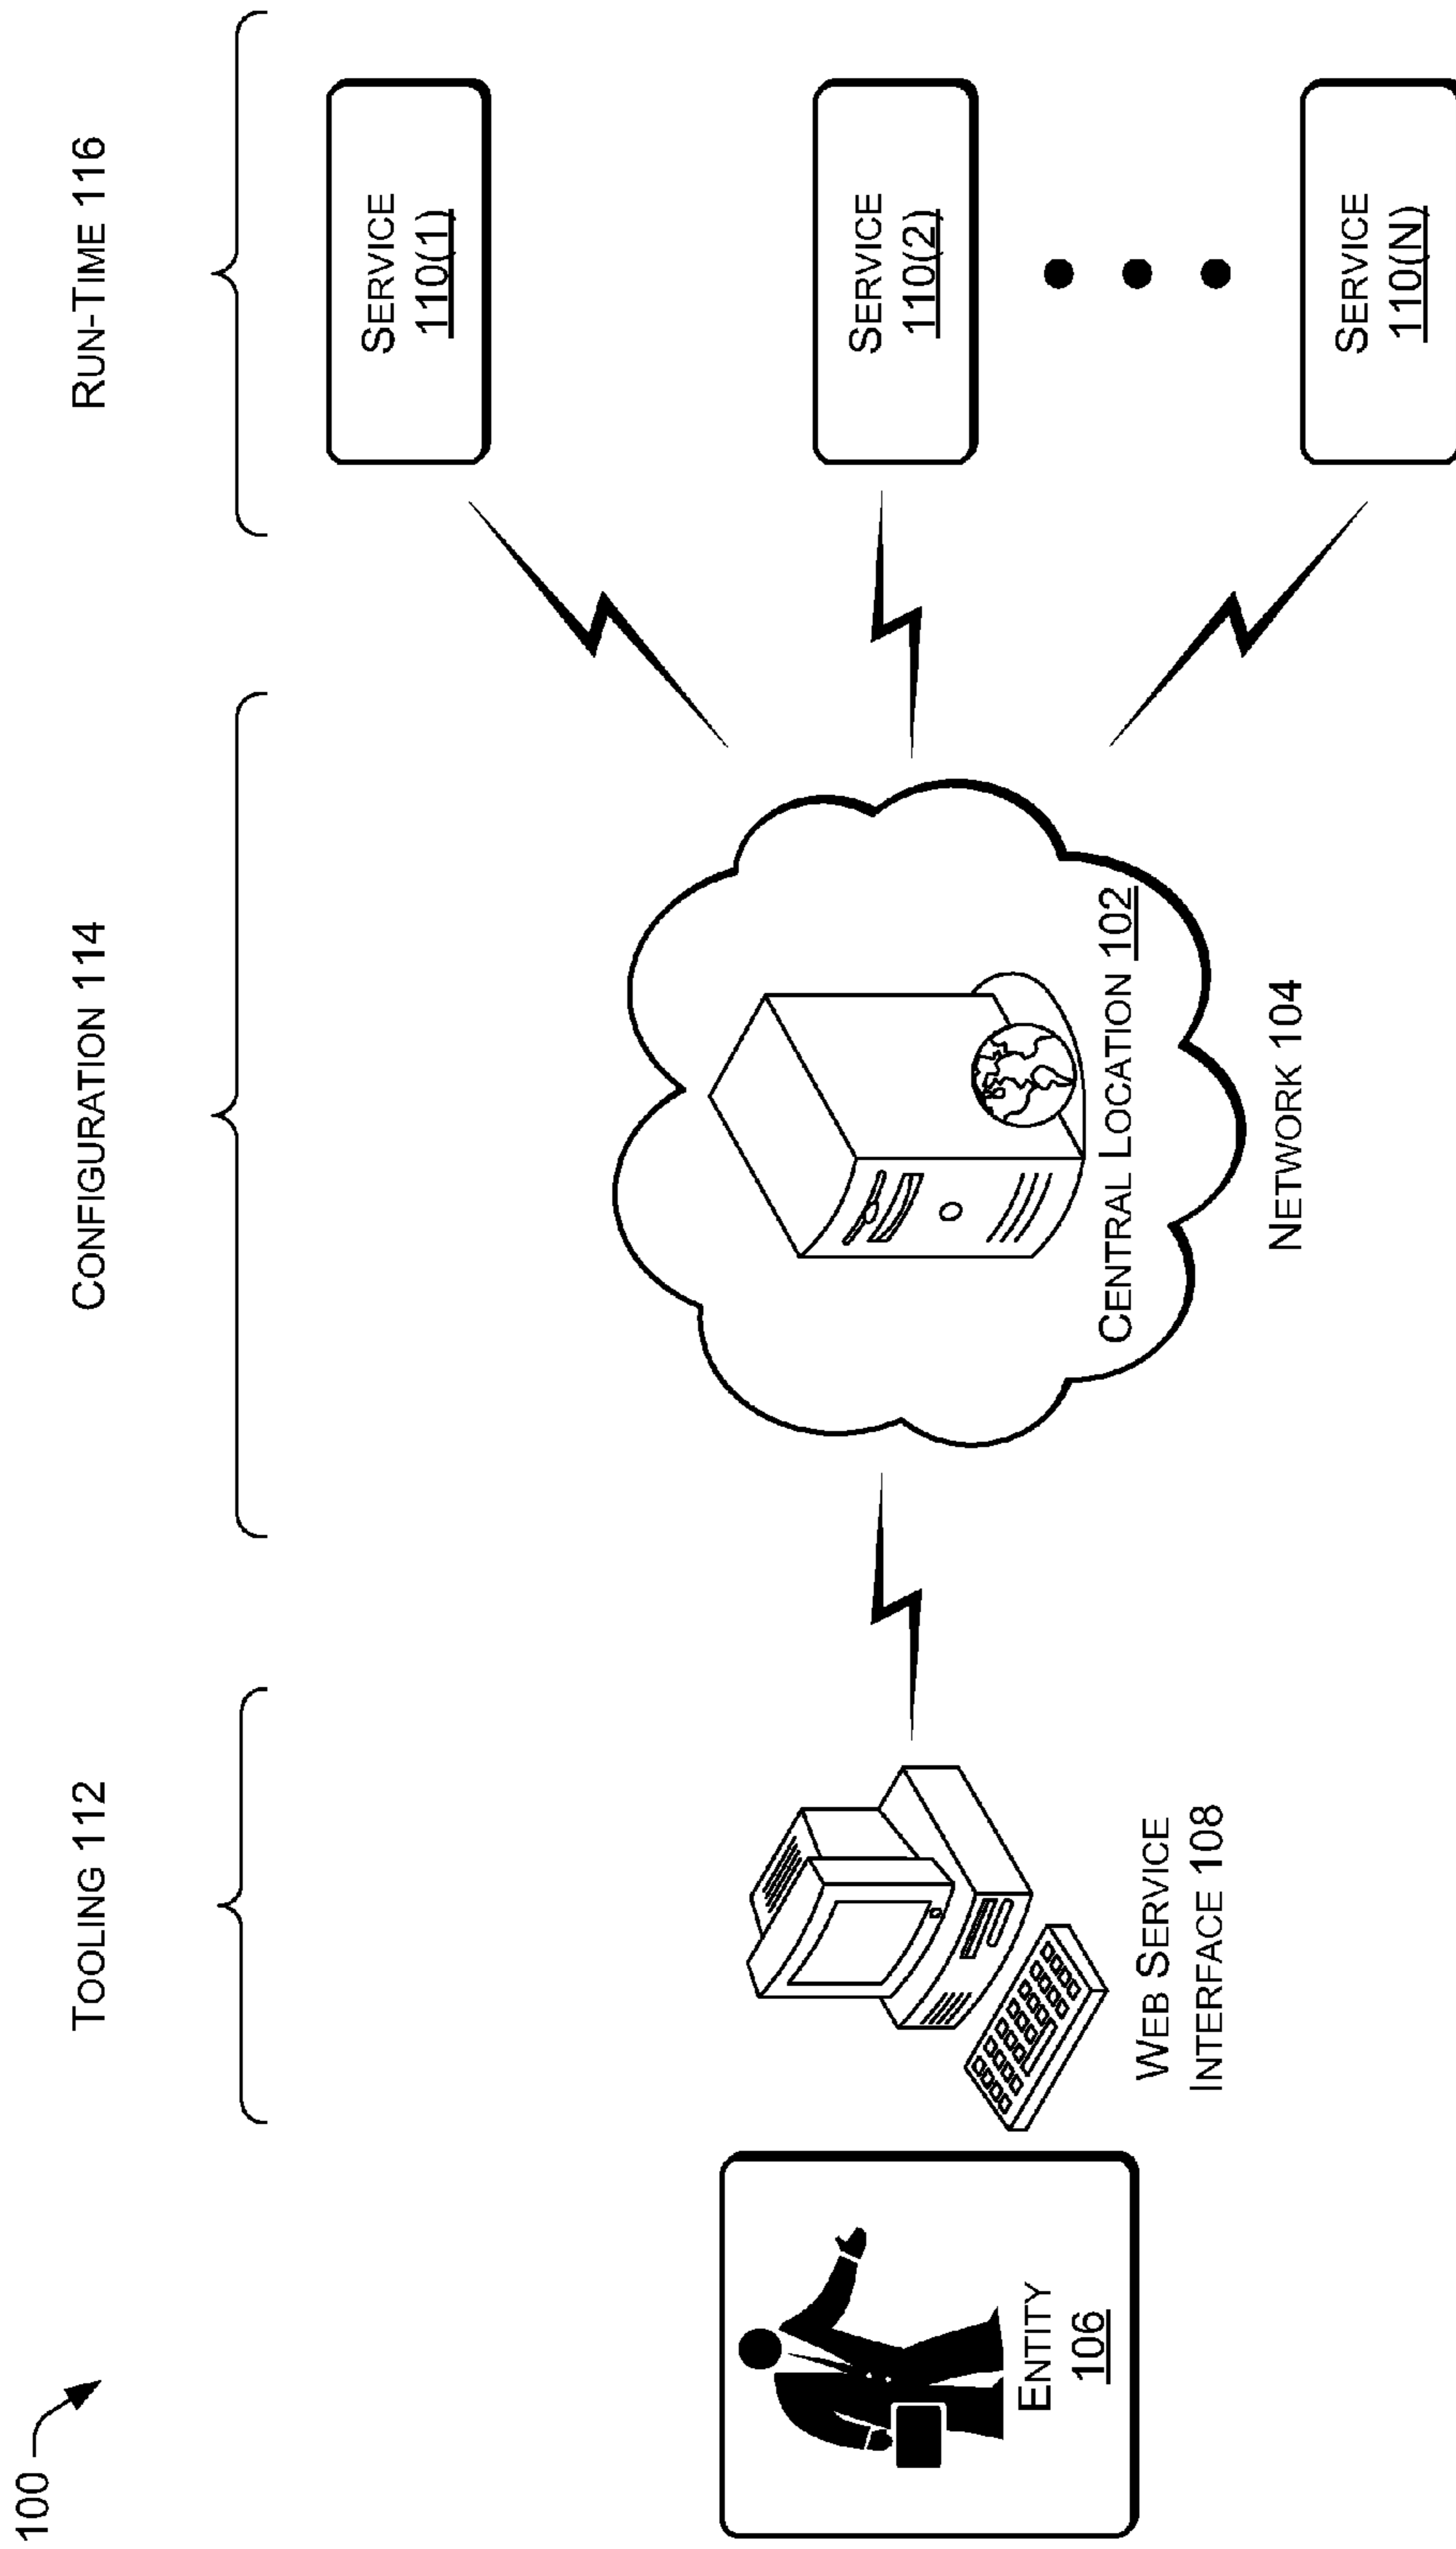 100
TOOLING 112
CONFIGURATION 114
RUN-TIME 116
ENTITY
106
WEB SERVICE
INTERFACE 108
CENTRAL LOCATION 102
NETWORK 104
SERVICE
110(1)
SERVICE
110(2)
SERVICE
110(N)